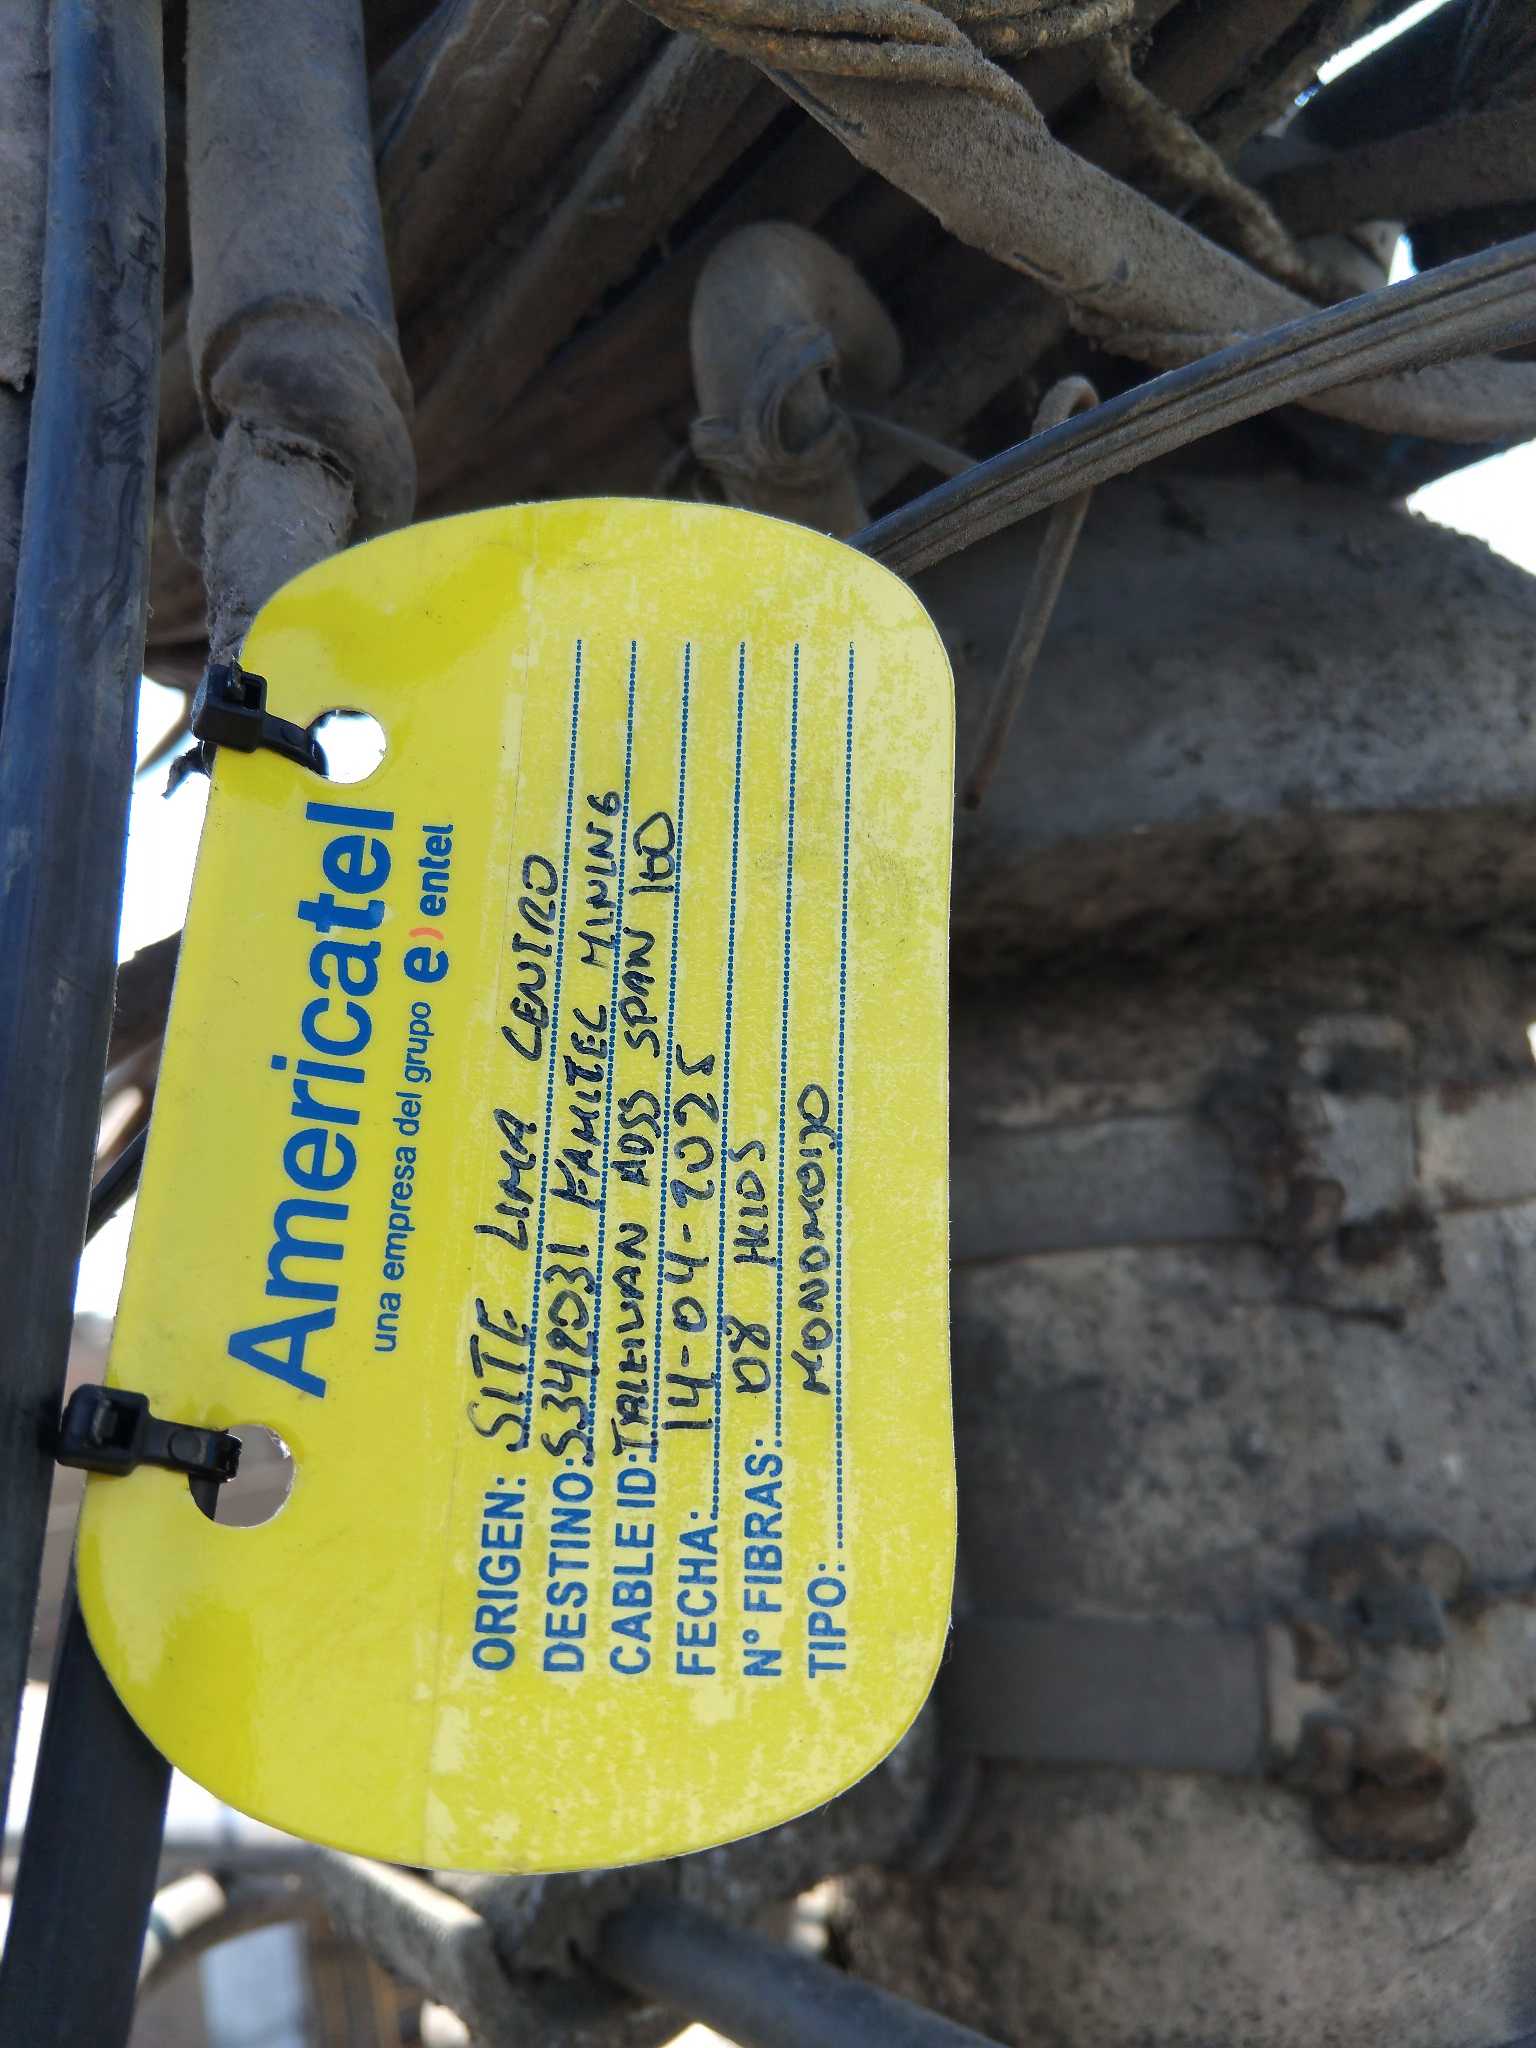 Americatel
una empresa del grupo e) entel
ORIGEN: SITE LIMA CENTRO
DESTINO: 5349031 KAMITEC MINING
CABLE ID: TALIWAN ADSS SPAN 100
FECHA: 14-04-2025
N° FIBRAS: 08 HILOS
TIPO: MONOMODO